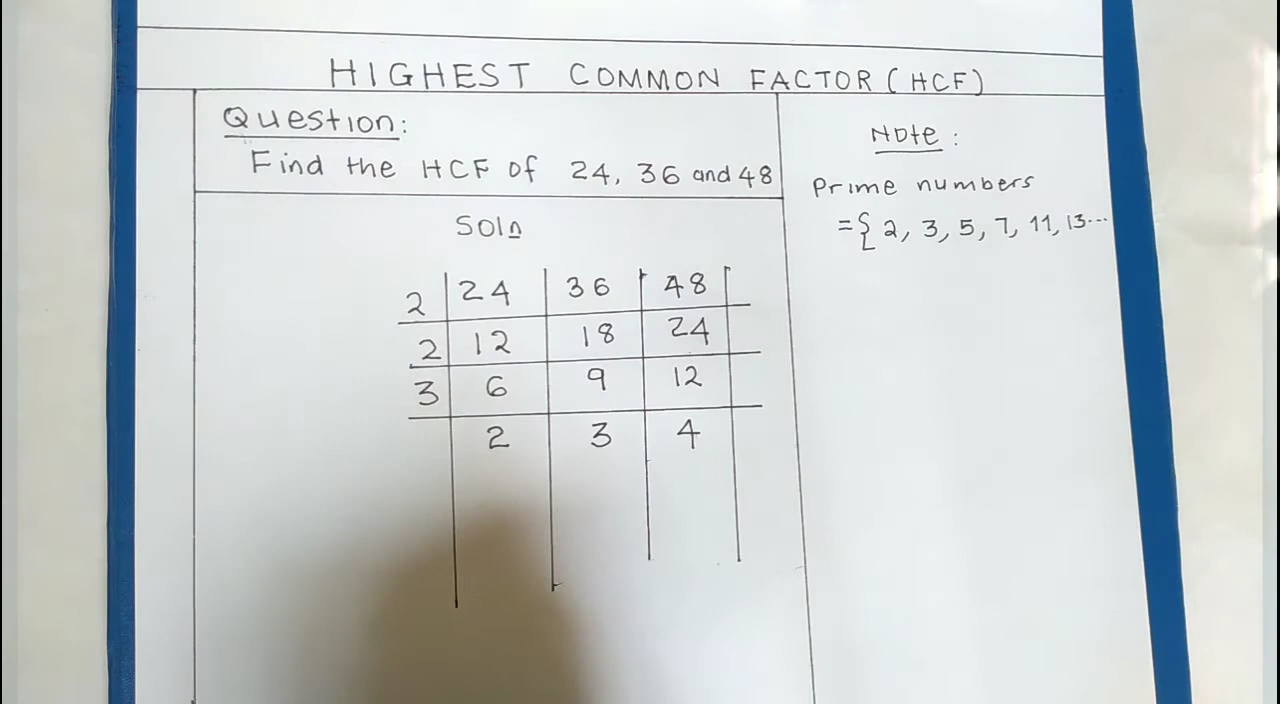 HIGHEST COMMON FACTOR (HCF)
Question:
Find the HCF of 24, 36 and 48
Soln
2 24 36 48
2 12 18 24
3 6 9 12
2 3 4
Note:
Prime numbers
={2, 3, 5, 7, 11, 13...